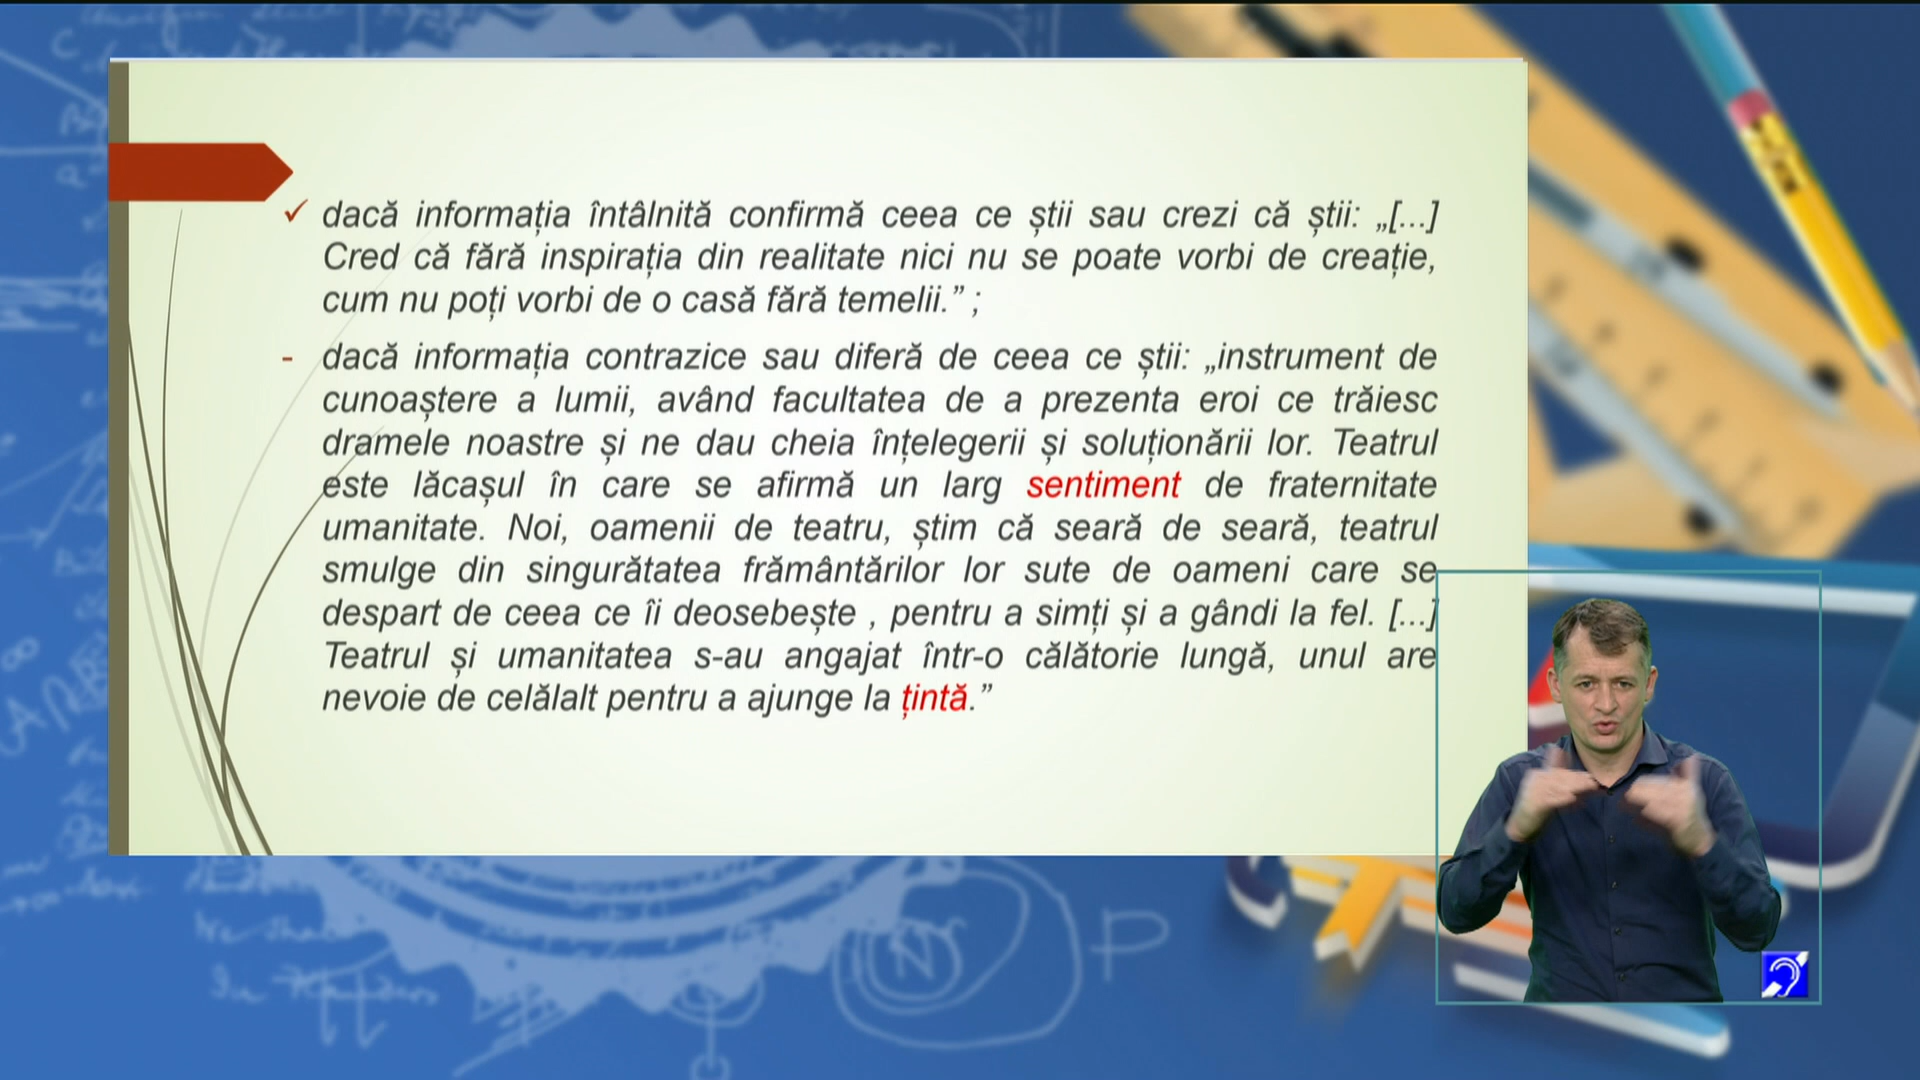 ✓ dacă informația întâlnită confirmă ceea ce știi sau crezi că știi: „[...]
Cred că fără inspirația din realitate nici nu se poate vorbi de creație,
cum nu poți vorbi de o casă fără temelii.” ;
- dacă informația contrazice sau diferă de ceea ce știi: „instrument de
cunoaștere a lumii, având facultatea de a prezenta eroi ce trăiesc
dramele noastre și ne dau cheia înțelegerii și soluționării lor. Teatrul
este lăcașul în care se afirmă un larg sentiment de fraternitate
umanitate. Noi, oamenii de teatru, știm că seară de seară, teatrul
smulge din singurătatea frământărilor lor sute de oameni care se
despart de ceea ce îi deosebește , pentru a simți și a gândi la fel. [...]
Teatrul și umanitatea s-au angajat într-o călătorie lungă, unul are
nevoie de celălalt pentru a ajunge la țintă.”
N
P